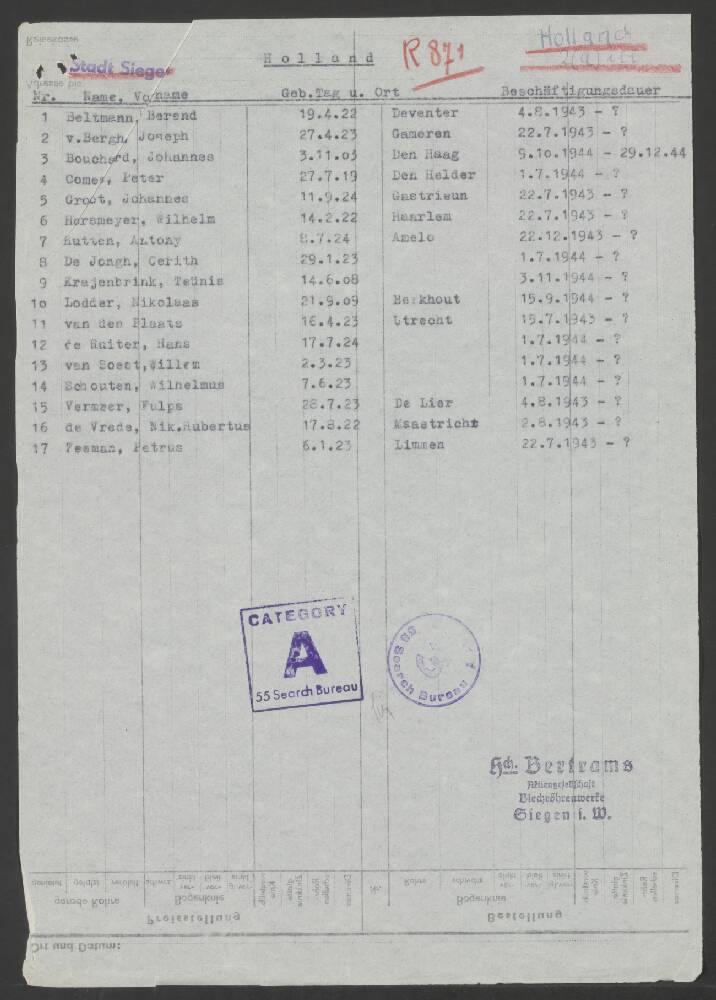 Holland R 871 Holland
Stadt Siegen
Nr. Name, Vorname Geb.Tag u. Ort Beschäftigungsdauer
1 Beltmann, Berend 19.4.22 Deventer 4.8.1943 - ?
2 v.Bergh, Joseph 27.4.23 Gameren 22.7.1943 - ?
3 Bouchard, Johannes 3.11.03 Den Haag 9.10.1944 - 29.12.44
4 Comes, Peter 27.7.19 Den Helder 1.7.1944 - ?
5 Groot, Johannes 11.9.24 22.7.1943 - ?
6 Horsmeyer, Wilhelm 14.2.22 Haarlem 22.7.1943 - ?
7 Hutten, Antony 8.7.24 Amelo 22.12.1943 - ?
8 De Jongh, Gerith 29.1.23 1.7.1944 - ?
9 Krajenbrink, Teünis 14.6.08 3.11.1944 - ?
10 Lodder, Nikolaas 21.9.09 Berkhout 15.9.1944 - ?
11 van den Plaats 16.4.23 Utrecht 15.7.1943 - ?
12 de Ruiter, Hans 17.7.24 1.7.1944 - ?
13 van Soest, Willem 2.3.23 1.7.1944 - ?
14 Schouten, Wilhelmus 7.6.23 1.7.1944 - ?
15 Vermeer, Fulps 28.7.23 De Lier 4.8.1943 - ?
16 de Vrede, Nik.Hubertus 17.8.22 Maastricht 2.8.1943 - ?
17 Zeeman, Petrus 6.1.23 Limmen 22.7.1943 - ?
CATEGORY
A
55 Search Bureau
55 Search Bureau
Hch. Bertrams
Aktiengesellschaft
Blechröhrenwerke
Siegen i. W.
Preisstellung Bestellung
Ort und Datum: